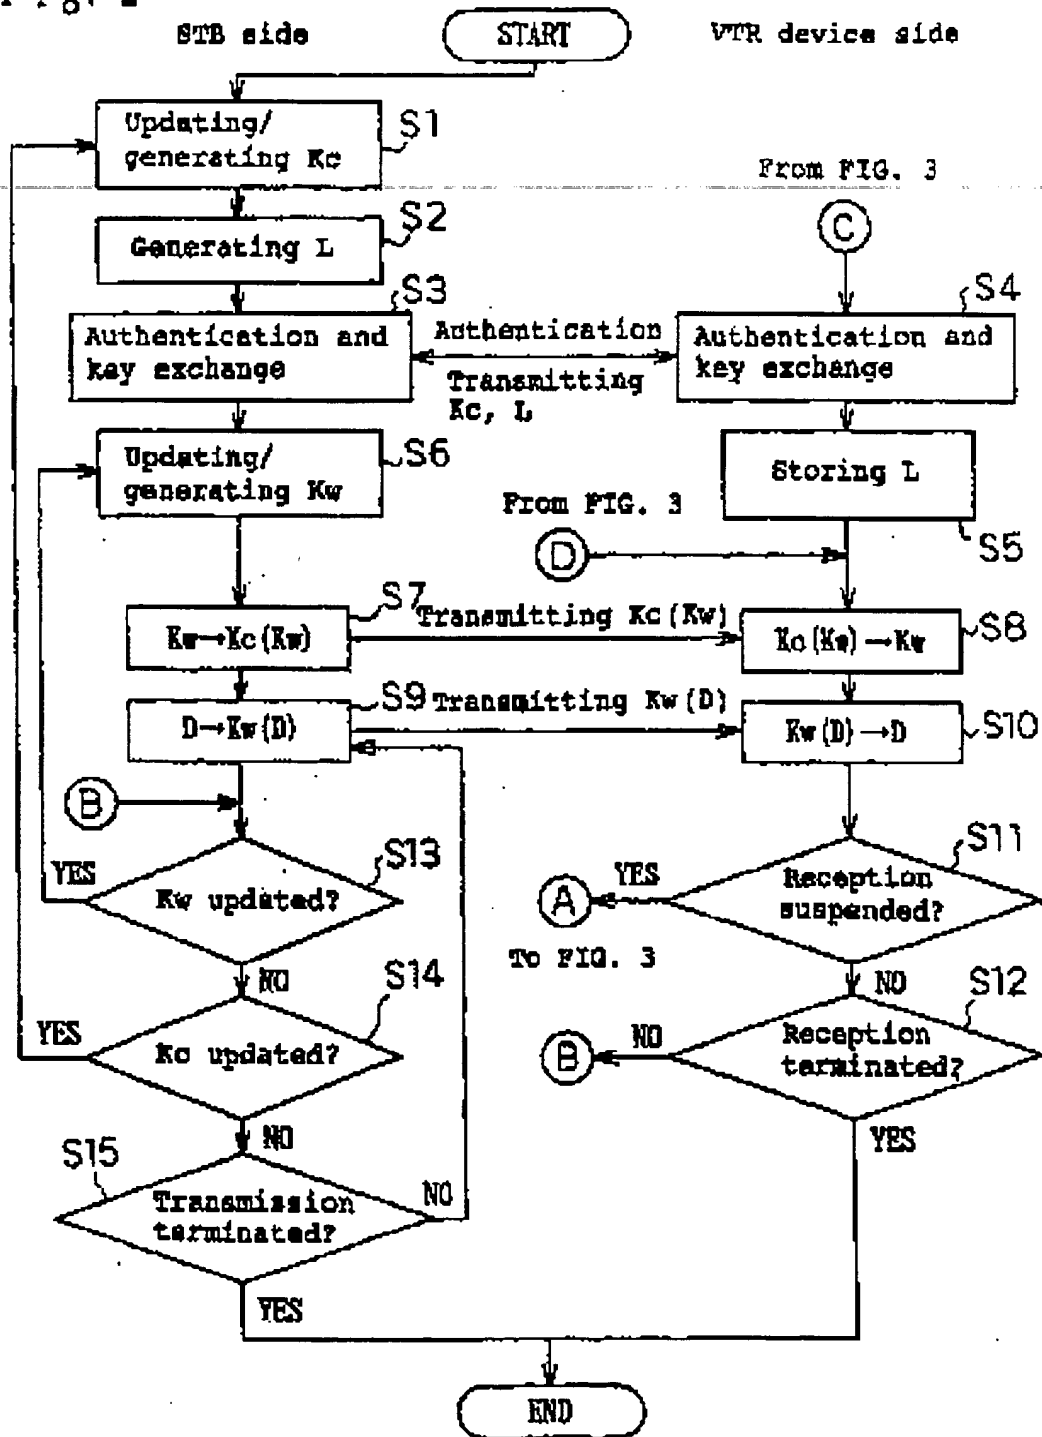 STB side
START
VTR device side
Updating/
generating Kc
S1
From FIG. 3
S2
Generating L
C
S3
S4
Authentication and
key exchange
Authentication
Transmitting
Kc, L
Authentication and
key exchange
Updating/
generating Kw
S6
Storing L
From FIG. 3
S5
D
S7
Transmitting Kc(Kw)
Kw→Kc(Kw)
Kc(Kw)→Kw
S8
S9
Transmitting Kw(D)
D→Kw(D)
Kw(D)→D
S10
B
S13
S11
YES
Kw updated?
A
YES
Reception
suspended?
To FIG. 3
NO
S14
NO
S12
YES
Kc updated?
B
NO
Reception
terminated?
NO
YES
S15
Transmission
terminated?
NO
YES
END